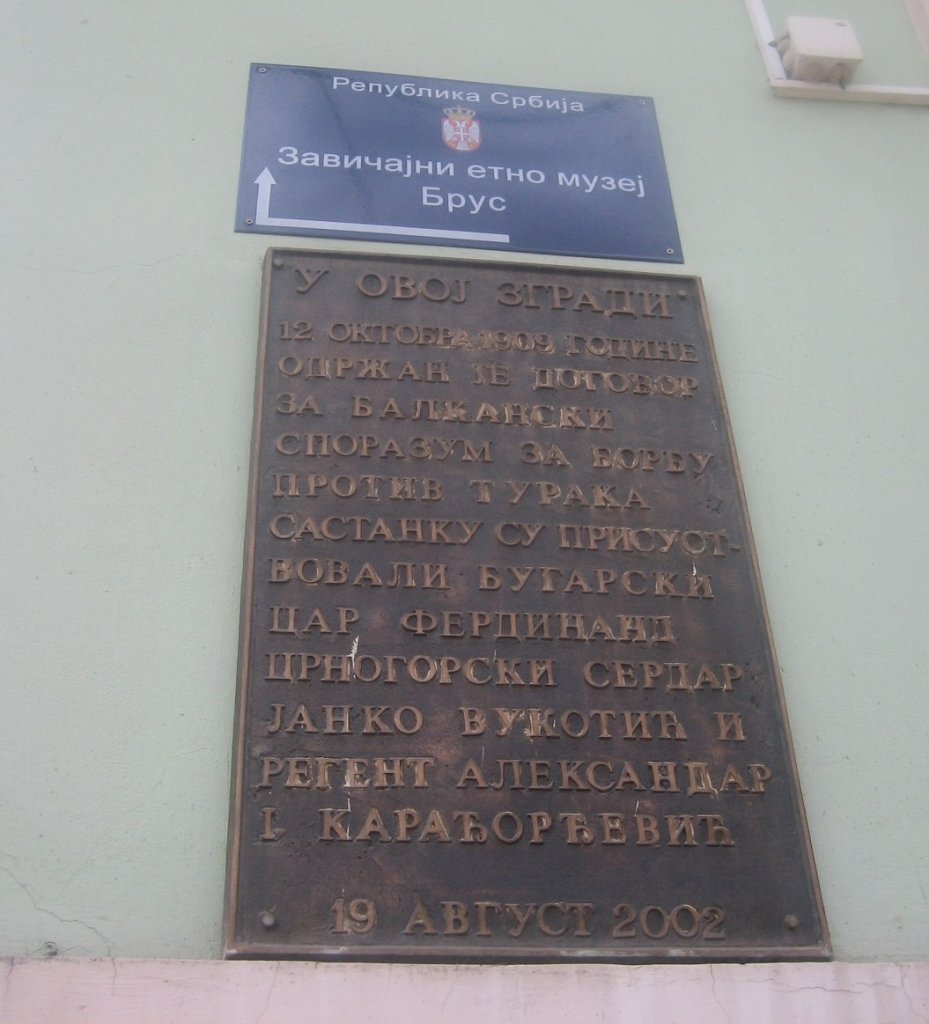 Република Србија
Завичајни етно музеј
Брус
У ОВОЈ ЗГРАДИ
12 ОКТОБРА 1909 ГОДИНЕ
ОДРЖАН ЈЕ ДОГОВОР
ЗА БАЛКАНСКИ
СПОРАЗУМ ЗА БОРБУ
ПРОТИВ ТУРАКА
САСТАНКУ СУ ПРИСУСТ-
ВОВАЛИ БУГАРСКИ
ЦАР ФЕРДИНАНД
ЦРНОГОРСКИ СЕРДАР
ЈАНКО ВУКОТИЋ И
РЕГЕНТ АЛЕКСАНДАР
I КАРАЂОРЂЕВИЋ
19 АВГУСТ 2002